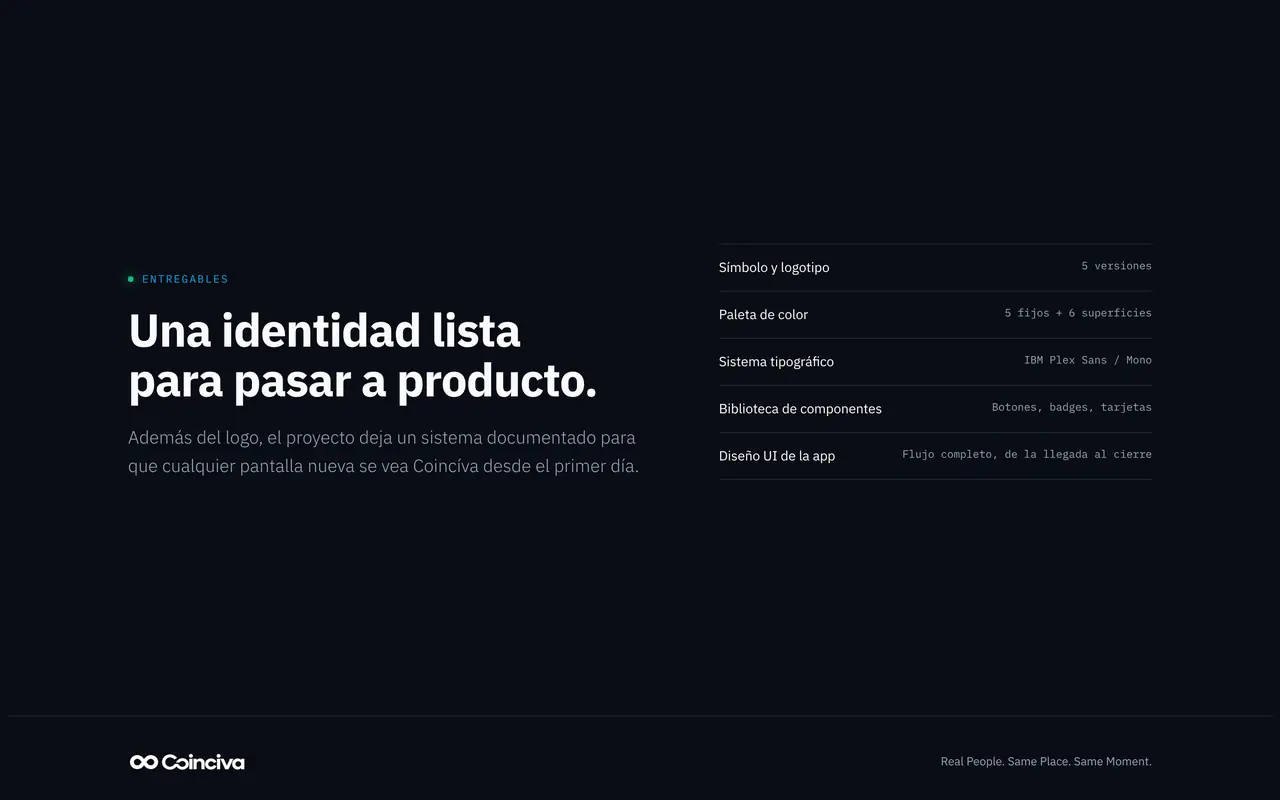 ENTREGABLES
Una identidad lista
para pasar a producto.
Además del logo, el proyecto deja un sistema documentado para
que cualquier pantalla nueva se vea Coincíva desde el primer día.
Símbolo y logotipo 5 versiones
Paleta de color 5 fijos + 6 superficies
Sistema tipográfico IBM Plex Sans / Mono
Biblioteca de componentes Botones, badges, tarjetas
Diseño UI de la app Flujo completo, de la llegada al cierre
Coinciva Real People. Same Place. Same Moment.